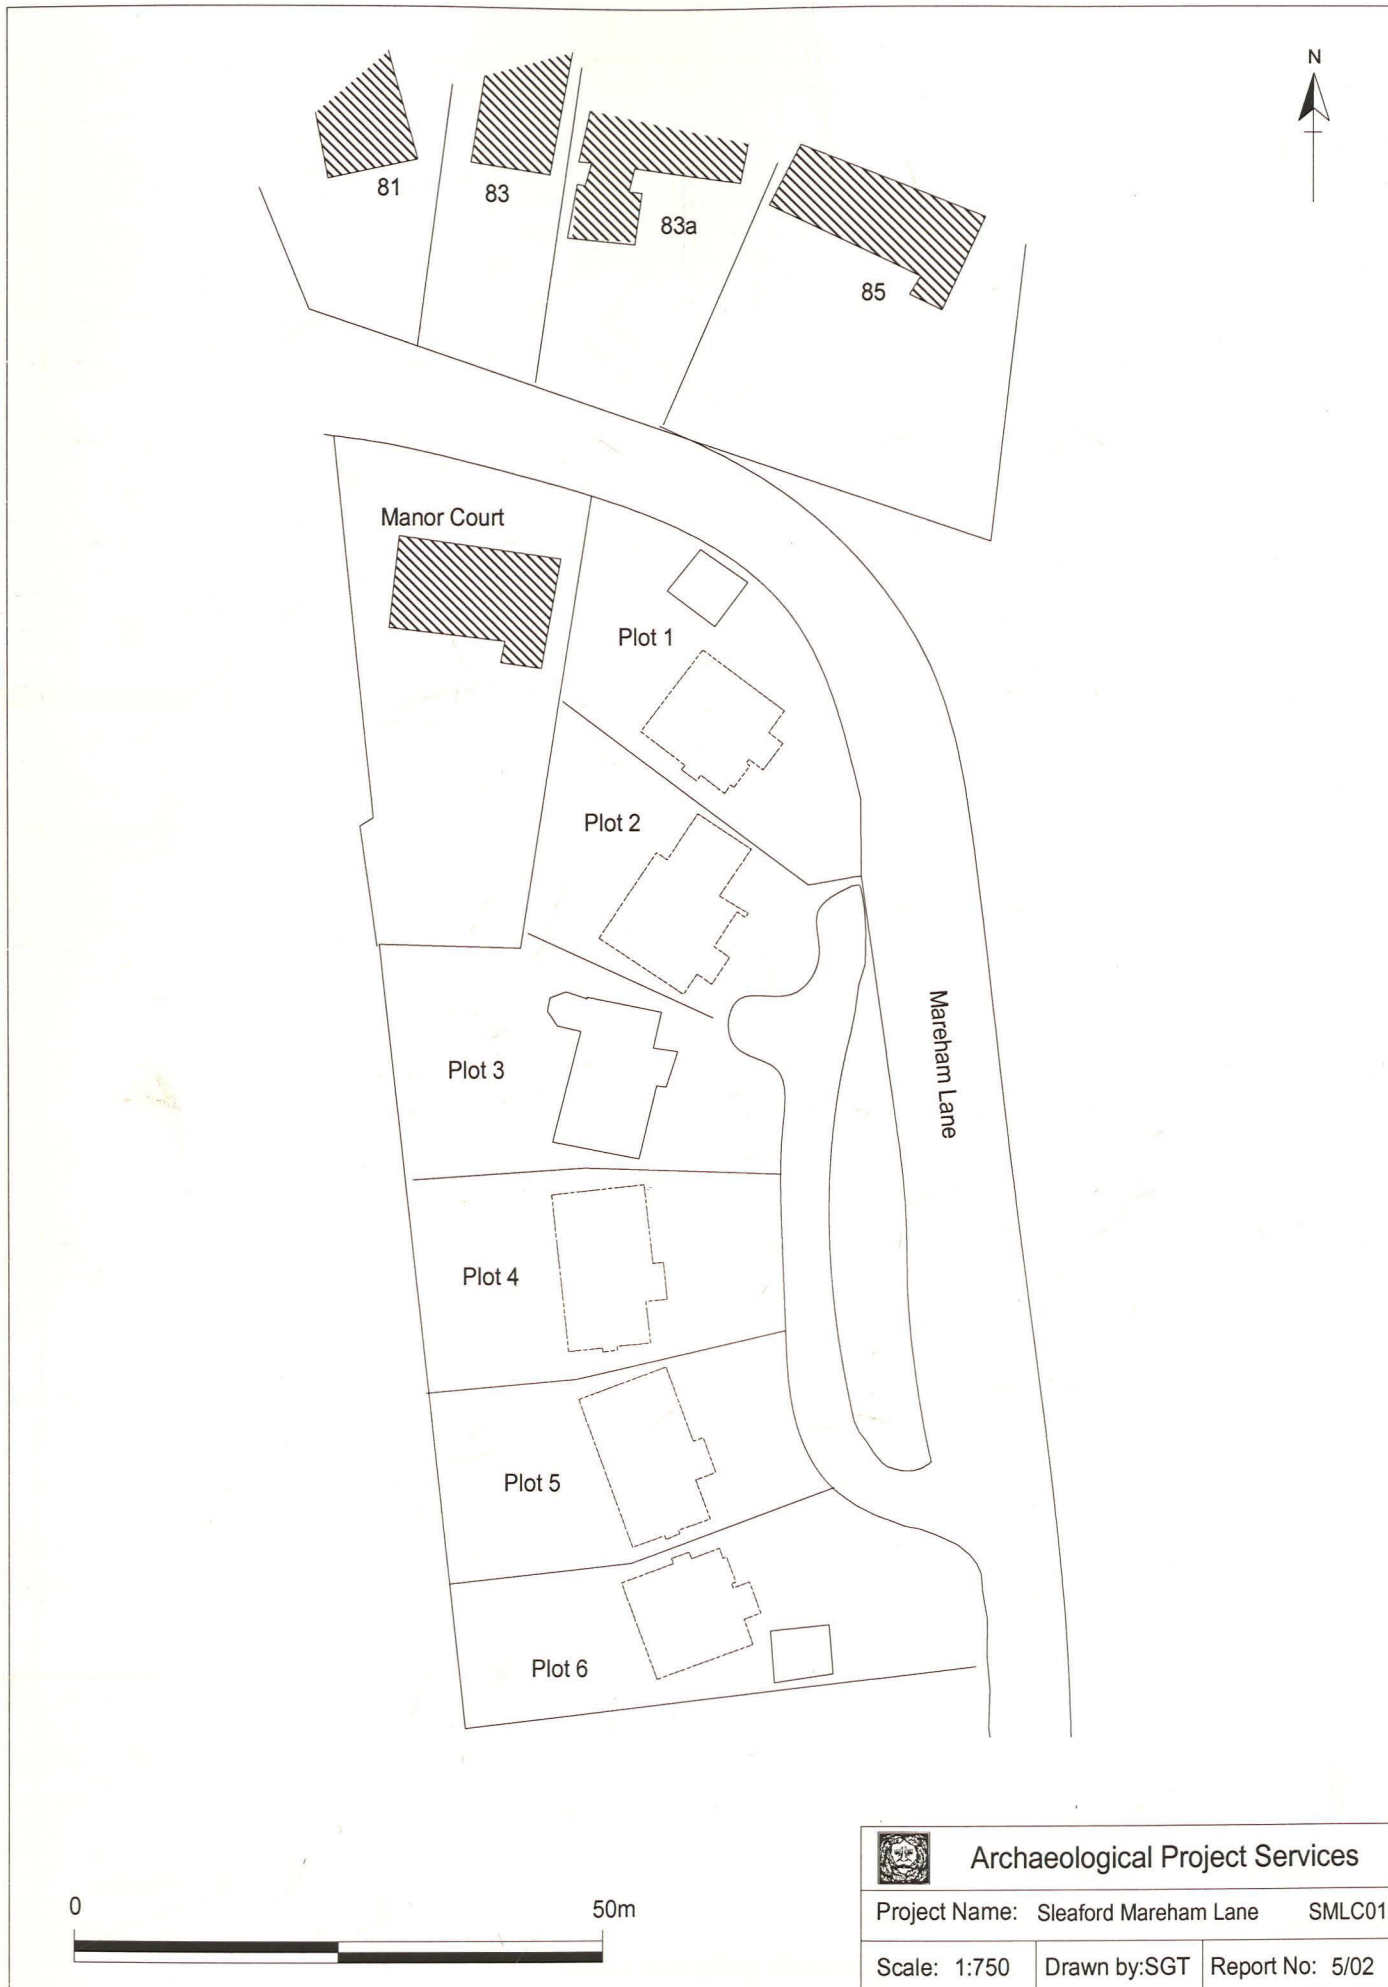 N
81
83
83a
85
Manor Court
Plot 1
Plot 2
Mareham Lane
Plot 3
Plot 4
Plot 5
Plot 6
0 50m
Archaeological Project Services
Project Name: Sleaford Mareham Lane SMLC01
Scale: 1:750 Drawn by:SGT Report No: 5/02